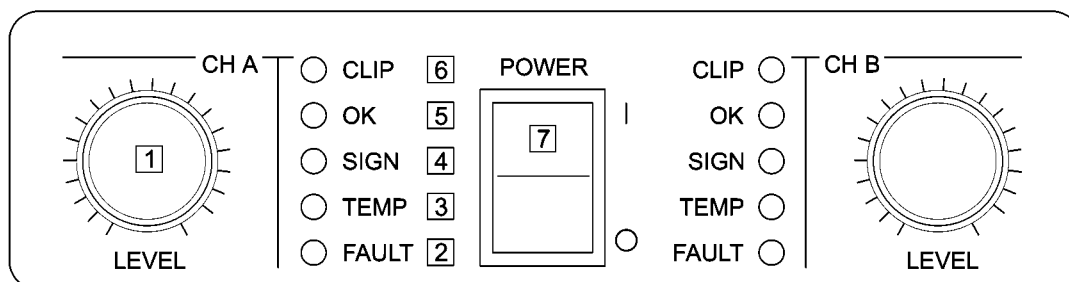 CH A
CLIP 6 POWER CLIP
CH B
OK 5 OK
1
7
SIGN 4 SIGN
TEMP 3 TEMP
FAULT 2 FAULT
LEVEL
LEVEL